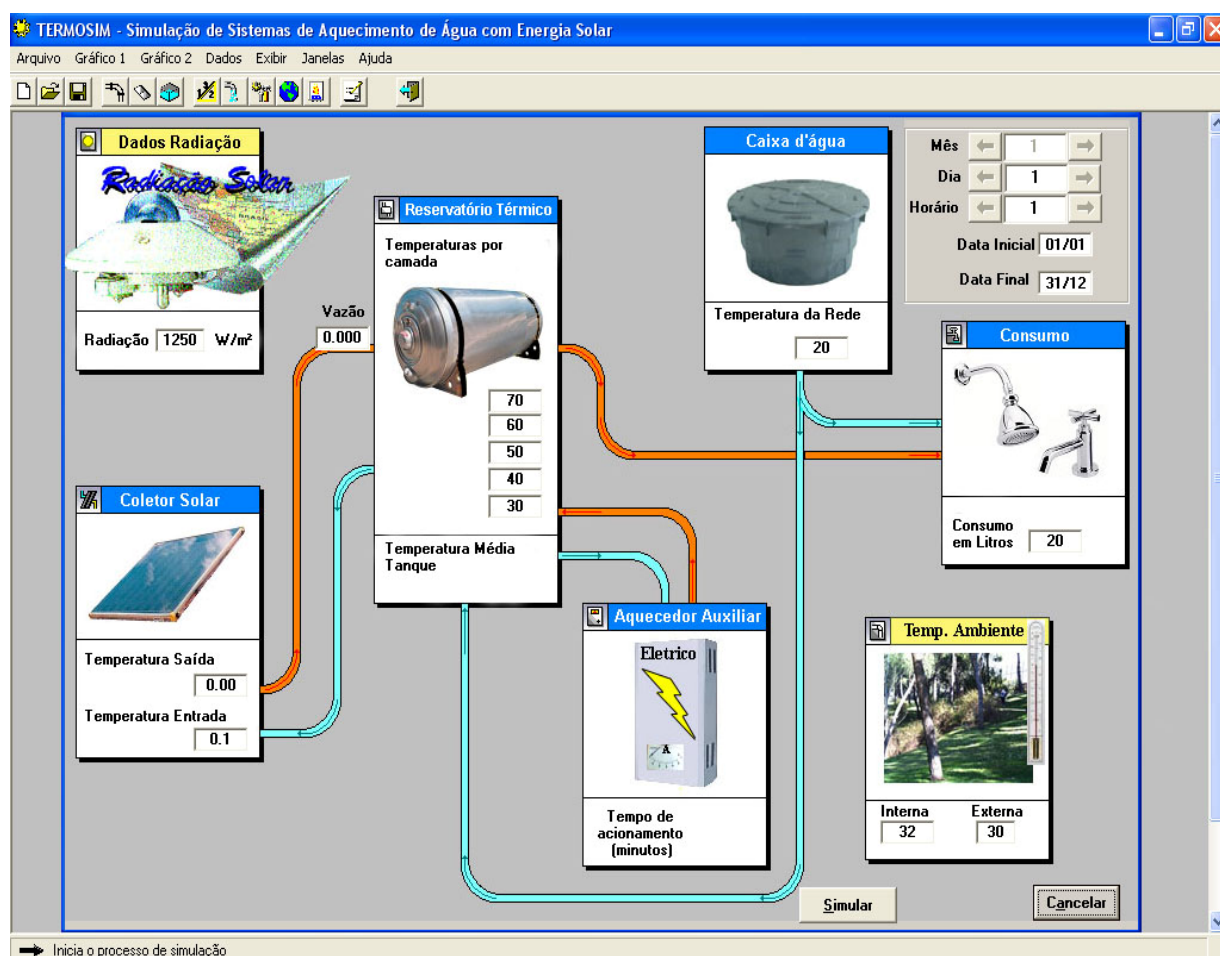 TERMOSIM - Simulação de Sistemas de Aquecimento de Água com Energia Solar
Arquivo Gráfico 1 Gráfico 2 Dados Exibir Janelas Ajuda
Dados Radiação
Radiação Solar
BRASIL
Radiação 1250 W/m²
Reservatório Térmico
Temperaturas por
camada
70
60
50
40
30
Temperatura Média
Tanque
Vazão
0.000
Caixa d'água
Temperatura da Rede
20
Mês 1
Dia 1
Horário 1
Data Inicial 01/01
Data Final 31/12
Consumo
Consumo
em Litros 20
Coletor Solar
Temperatura Saída
0.00
Temperatura Entrada
0.1
Aquecedor Auxiliar
Eletrico
A
Tempo de
acionamento
(minutos)
Temp. Ambiente
Interna Externa
32 30
Simular
Cancelar
Inicia o processo de simulação